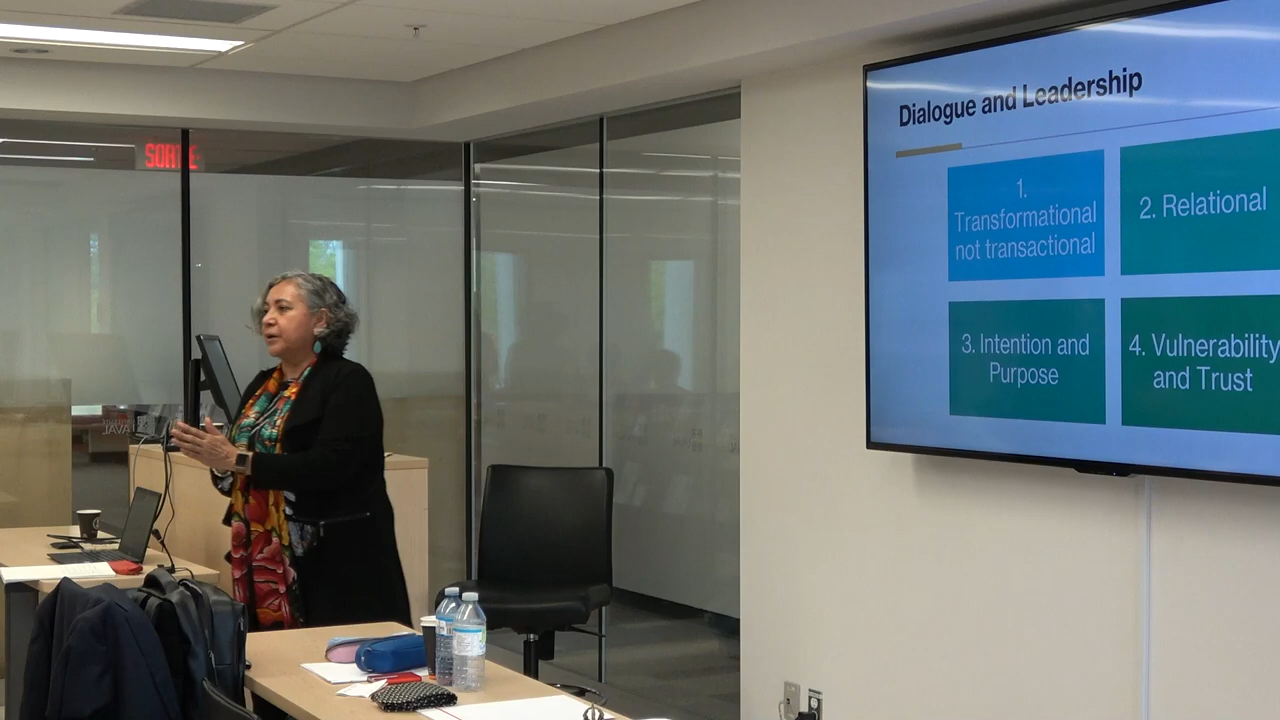 SORTIE
Dialogue and Leadership
1.
Transformational
not transactional
2. Relational
3. Intention and
Purpose
4. Vulnerability
and Trust